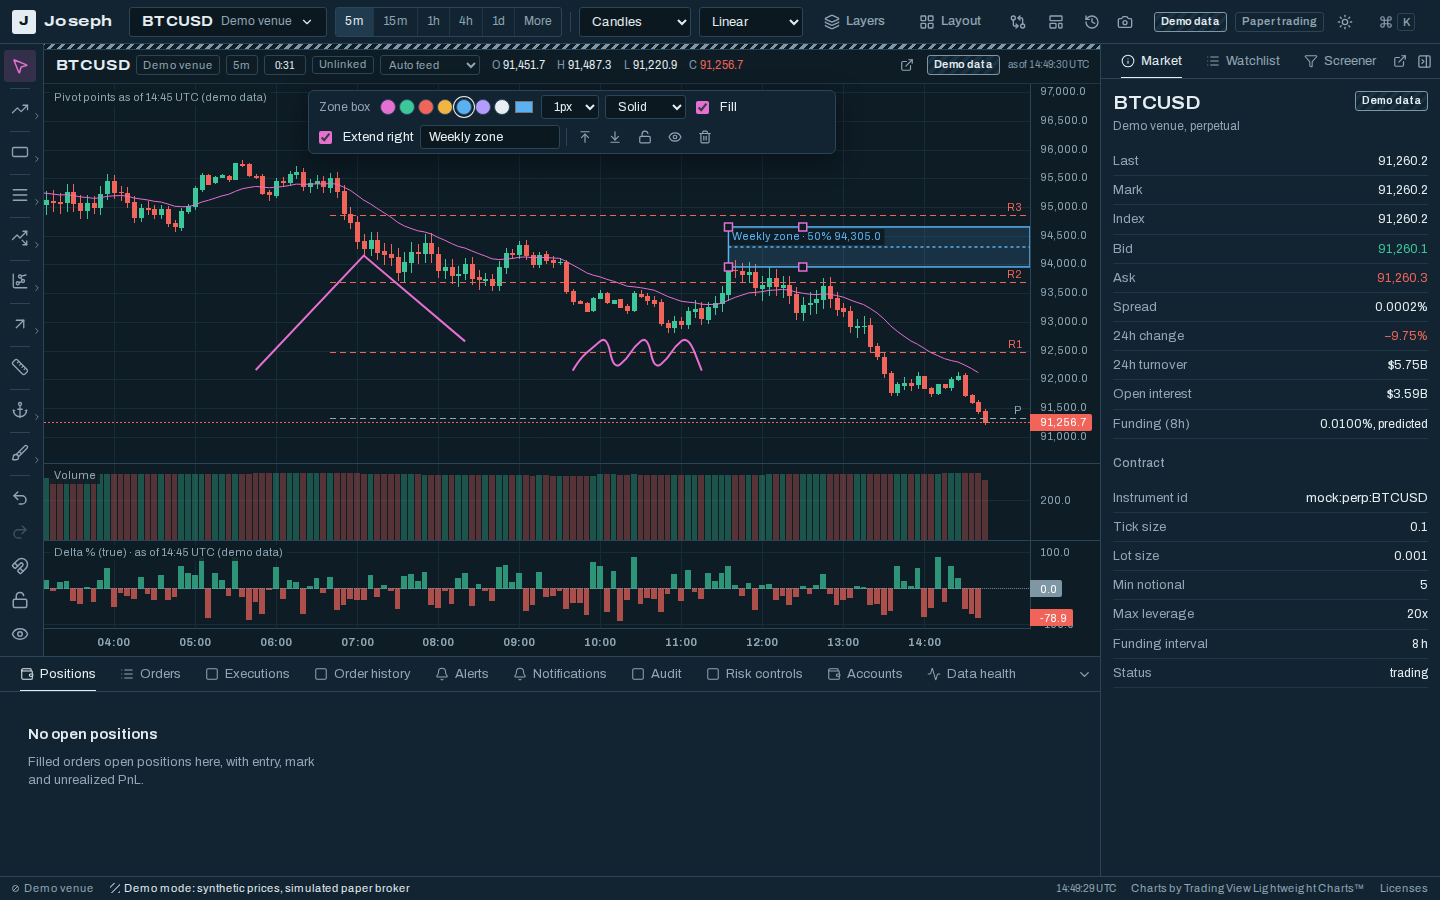 J Joseph BTCUSD Demo venue 5m 15m 1h 4h 1d More Candles Linear Layers Layout Demo data Paper trading ⌘ K
BTCUSD Demo venue 5m 0:31 Unlinked Auto feed O 91,451.7 H 91,487.3 L 91,220.9 C 91,256.7 Demo data as of 14:49:30 UTC
Pivot points as of 14:45 UTC (demo data)
Zone box 1px Solid Fill
Extend right Weekly zone
97,000.0
96,500.0
96,000.0
95,500.0
95,000.0
94,500.0
94,000.0
93,500.0
93,000.0
92,500.0
92,000.0
91,500.0
91,256.7
91,000.0
R3
Weekly zone · 50% 94,305.0
R2
R1
P
Volume
200.0
Delta % (true) · as of 14:45 UTC (demo data)
100.0
0.0
-78.9
04:00 05:00 06:00 07:00 08:00 09:00 10:00 11:00 12:00 13:00 14:00
Market Watchlist Screener
BTCUSD Demo data
Demo venue, perpetual
Last 91,260.2
Mark 91,260.2
Index 91,260.2
Bid 91,260.1
Ask 91,260.3
Spread 0.0002%
24h change −9.75%
24h turnover $5.75B
Open interest $3.59B
Funding (8h) 0.0100%, predicted
Contract
Instrument id mock:perp:BTCUSD
Tick size 0.1
Lot size 0.001
Min notional 5
Max leverage 20x
Funding interval 8 h
Status trading
Positions Orders Executions Order history Alerts Notifications Audit Risk controls Accounts Data health
No open positions
Filled orders open positions here, with entry, mark
and unrealized PnL.
Demo venue Demo mode: synthetic prices, simulated paper broker 14:49:29 UTC Charts by TradingView Lightweight Charts™ Licenses